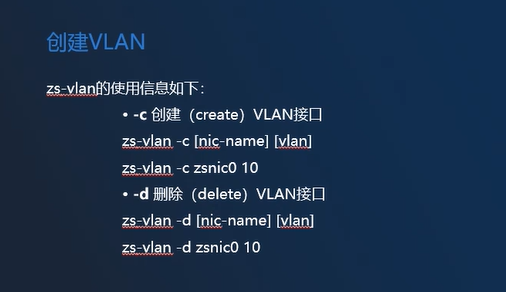 创建VLAN
zs-vlan的使用信息如下：
• -c 创建（create）VLAN接口
zs-vlan -c [nic-name] [vlan]
zs-vlan -c zsnic0 10
• -d 删除（delete）VLAN接口
zs-vlan -d [nic-name] [vlan]
zs-vlan -d zsnic0 10